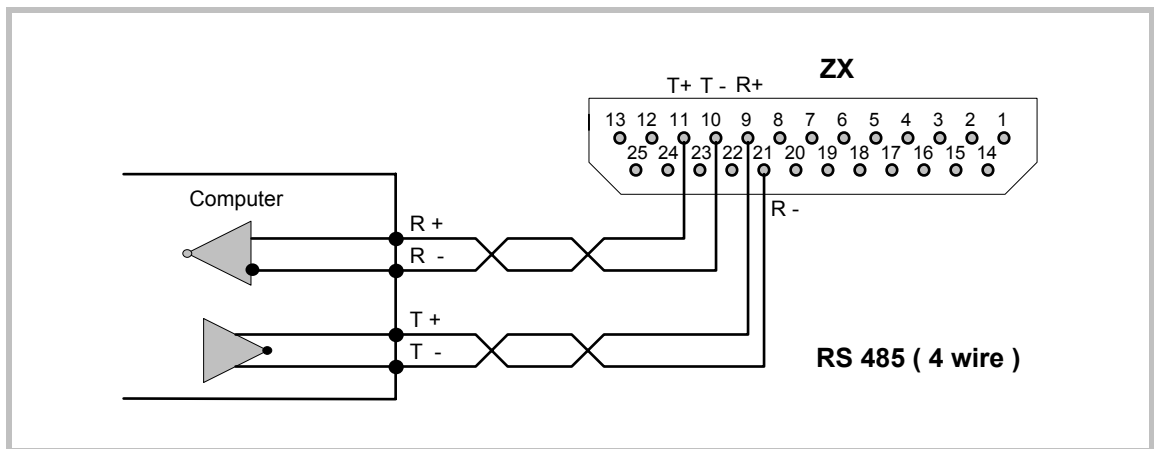 ZX
T+ T - R+
13 12 11 10 9 8 7 6 5 4 3 2 1
25 24 23 22 21 20 19 18 17 16 15 14
R -
Computer
R +
R -
T +
T -
RS 485 ( 4 wire )